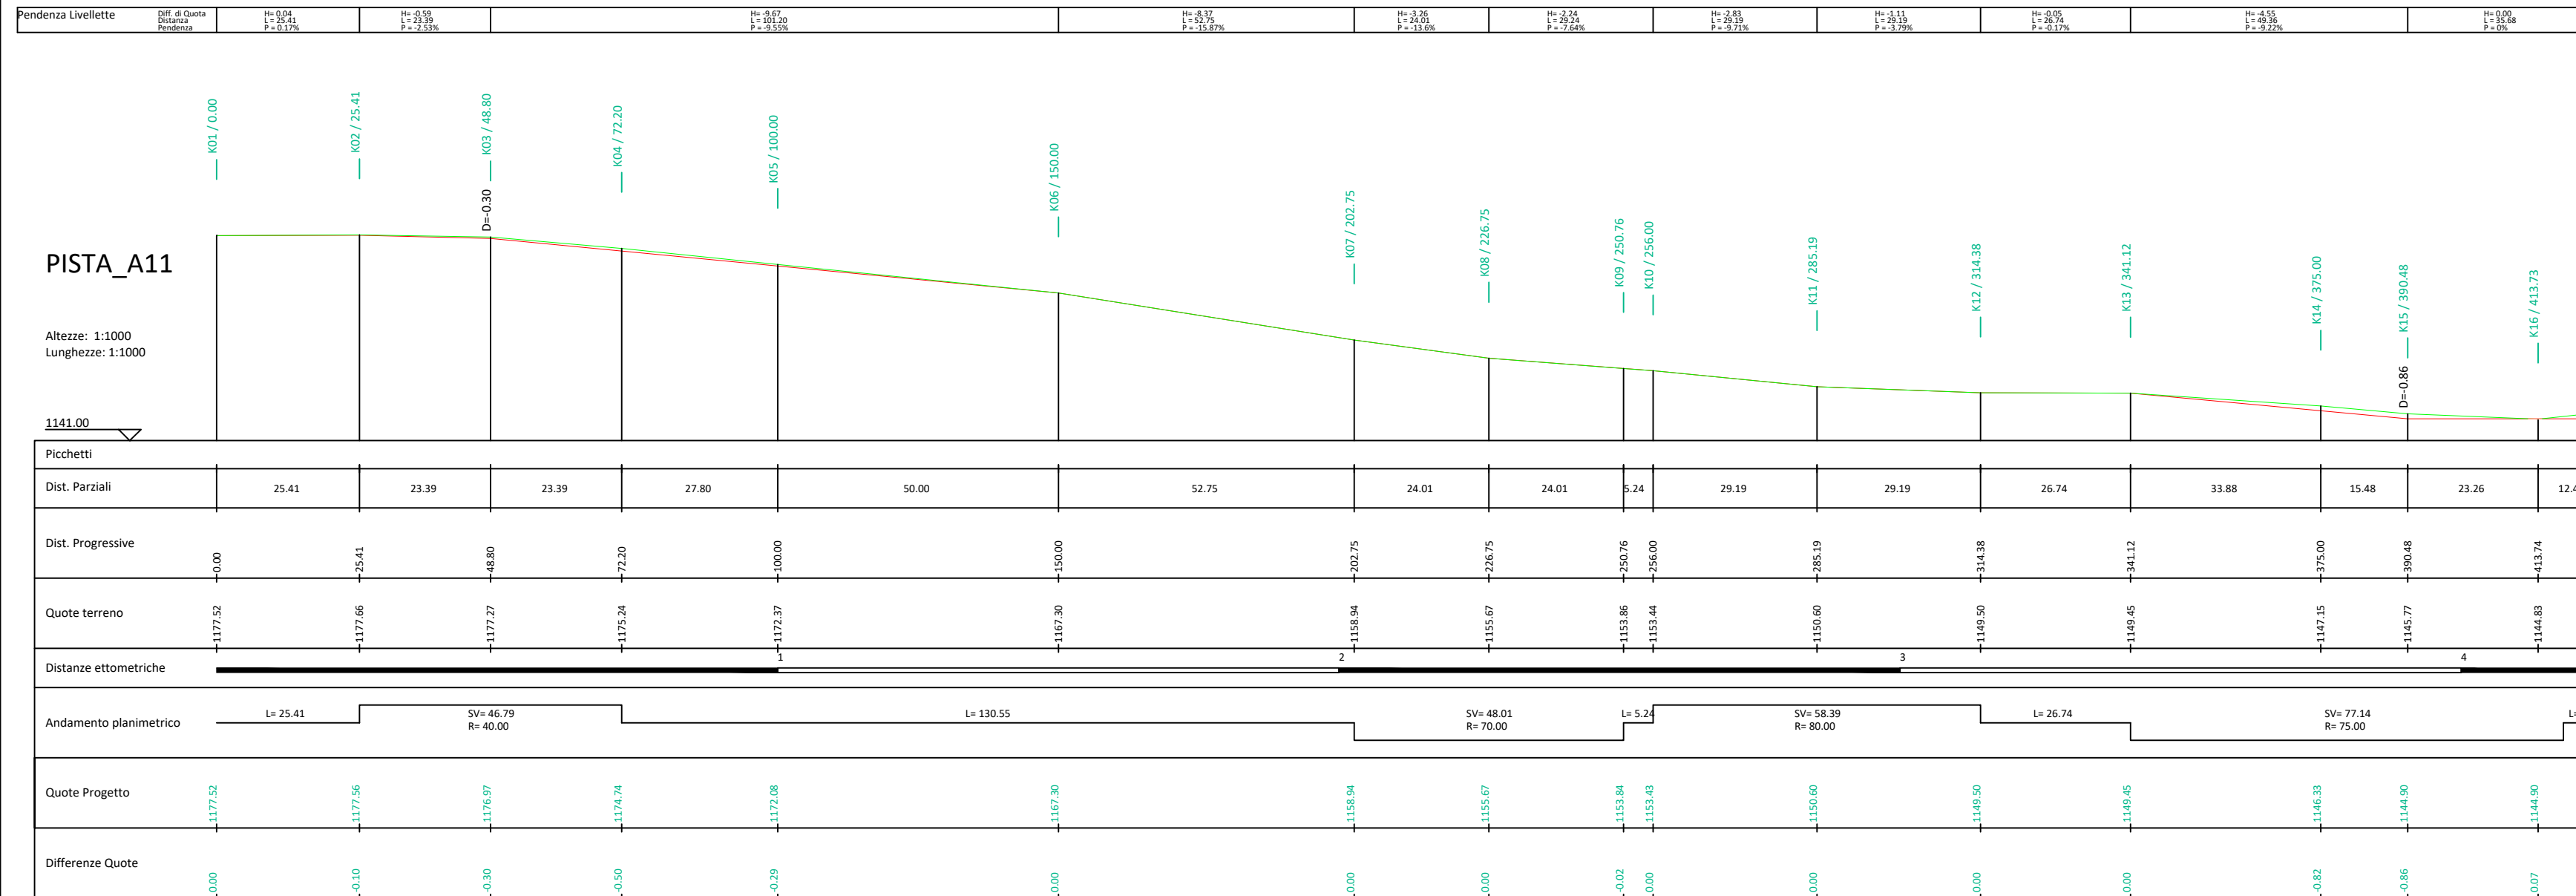 Pendenza Livellette
Diff. di Quota
Distanza
Pendenza
H= 0.04
L = 25.41
P = 0.17%
H= -0.59
L = 23.39
P = -2.53%
H= -9.67
L = 101.20
P = -9.55%
H= -8.37
L = 52.75
P = -15.87%
H= -3.26
L = 24.01
P = -13.6%
H= -2.24
L = 29.24
P = -7.64%
H= -2.83
L = 29.19
P = -9.71%
H= -1.11
L = 29.19
P = -3.79%
H= -0.05
L = 26.74
P = -0.17%
H= -4.55
L = 49.36
P = -9.22%
H= 0.00
L = 35.68
P = 0%
K01 / 0.00
K02 / 25.41
K03 / 48.80
K04 / 72.20
K05 / 100.00
K06 / 150.00
K07 / 202.75
K08 / 226.75
K09 / 250.76
K10 / 256.00
K11 / 285.19
K12 / 314.38
K13 / 341.12
K14 / 375.00
K15 / 390.48
K16 / 413.73
D=-0.30
D=-0.86
PISTA_A11
Altezze: 1:1000
Lunghezze: 1:1000
1141.00
Picchetti
Dist. Parziali
25.41
23.39
23.39
27.80
50.00
52.75
24.01
24.01
5.24
29.19
29.19
26.74
33.88
15.48
23.26
12.4
Dist. Progressive
0.00
25.41
48.80
72.20
100.00
150.00
202.75
226.75
250.76
256.00
285.19
314.38
341.12
375.00
390.48
413.74
Quote terreno
1177.52
1177.66
1177.27
1175.24
1172.37
1167.30
1158.94
1155.67
1153.86
1153.44
1150.60
1149.50
1149.45
1147.15
1145.77
1144.83
Distanze ettometriche
1
2
3
4
Andamento planimetrico
L= 25.41
SV= 46.79
R= 40.00
L= 130.55
SV= 48.01
R= 70.00
L= 5.24
SV= 58.39
R= 80.00
L= 26.74
SV= 77.14
R= 75.00
L=
Quote Progetto
1177.52
1177.56
1176.97
1174.74
1172.08
1167.30
1158.94
1155.67
1153.84
1153.43
1150.60
1149.50
1149.45
1146.33
1144.90
1144.90
Differenze Quote
0.00
-0.10
-0.30
-0.50
-0.29
0.00
0.00
0.00
-0.02
0.00
0.00
0.00
0.00
-0.82
-0.86
0.07